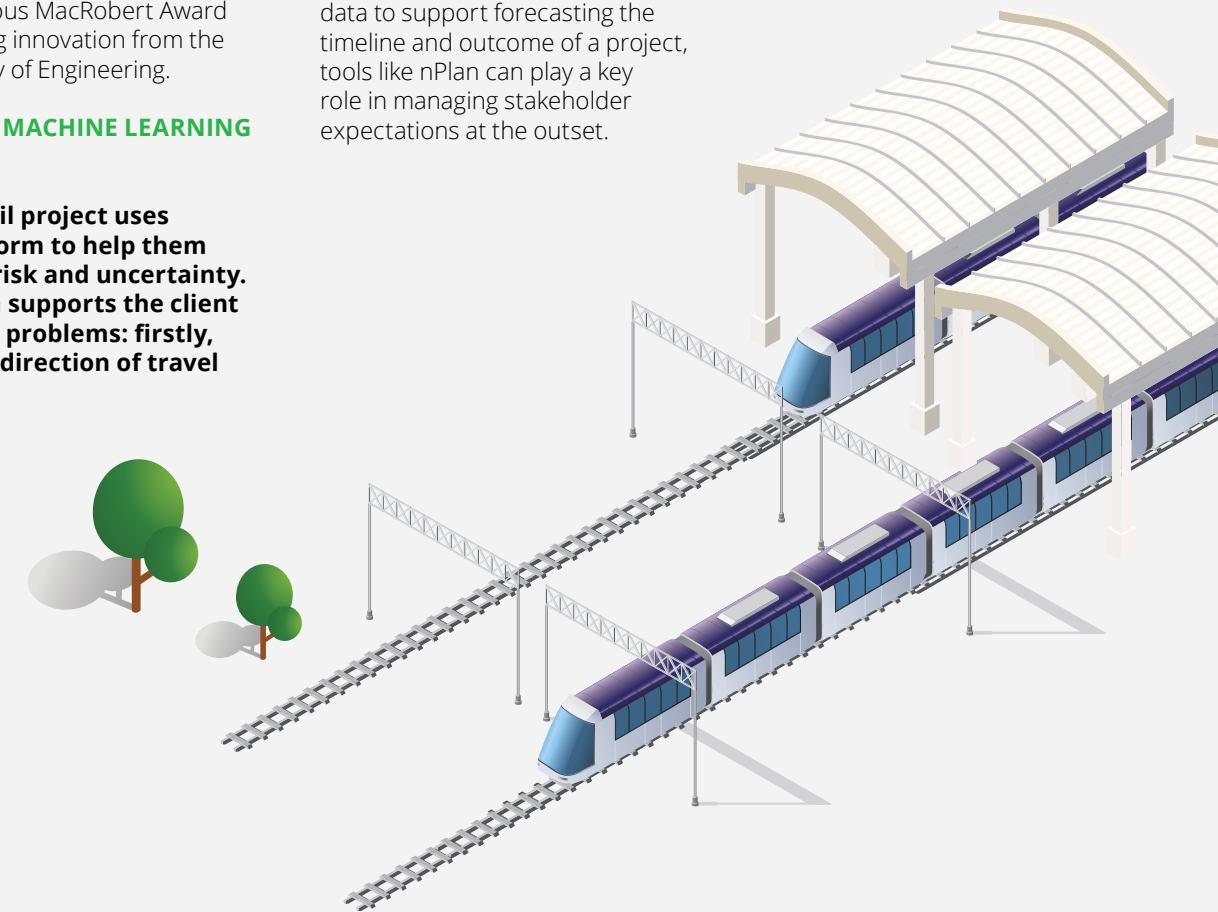 ous MacRobert Award
g innovation from the
y of Engineering.
MACHINE LEARNING
il project uses
orm to help them
risk and uncertainty.
supports the client
problems: firstly,
direction of travel
data to support forecasting the
timeline and outcome of a project,
tools like nPlan can play a key
role in managing stakeholder
expectations at the outset.